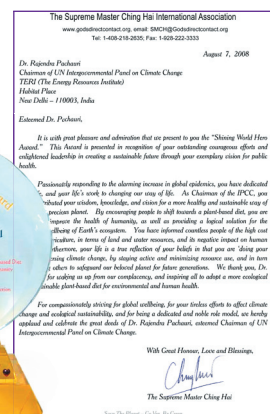 The Supreme Master Ching Hai International Association
www.godsdirectcontact.org, email: SMCH@Godsdirectcontact.org
Tel: 1-408-218-2635; Fax: 1-928-222-3333
August 7, 2008
Dr. Rajendra Pachauri
Chairman of UN Intergovernmental Panel on Climate Change
TERI (The Energy and Resources Institute)
Habitat Place
New Delhi – 110003, India
Esteemed Dr. Pachauri,
It is with great pleasure and admiration that we present to you the "Shining World Hero
Award." This Award is presented in recognition of your outstanding courageous efforts and
enlightened leadership in creating a sustainable future through your exemplary vision for public
health.
Passionately responding to the alarming increase in global epidemics, you have dedicated
and your life's work to changing our way of life. As Chairman of the IPCC, you
tributed your wisdom, knowledge, and vision for a more healthy and sustainable way of
precious planet. By encouraging people to shift towards a plant-based diet, you are
improve the health of humanity, as well as providing a logical solution for the
wellbeing of Earth's ecosystem. You have informed countless people of the high cost
griculture, in terms of land and water resources, and its negative impact on human
rthermore, your life is a true reflection of your beliefs in that you are 'doing your
ressing climate change, by staying active and minimizing resource use, and in turn
efforts to safeguard our beloved planet for future generations. We thank you, Dr.
for waking us up from our complacency, and inspiring all to adopt a more ecological
ainable plant-based diet for environmental and human health.
For compassionately striving for global wellbeing, for your tireless efforts to affect climate
change and ecological sustainability, and for being a dedicated and noble role model, we hereby
applaud and celebrate the great deeds of Dr. Rajendra Pachauri, esteemed Chairman of UN
Intergovernmental Panel on Climate Change.
With Great Honour, Love and Blessings,
The Supreme Master Ching Hai